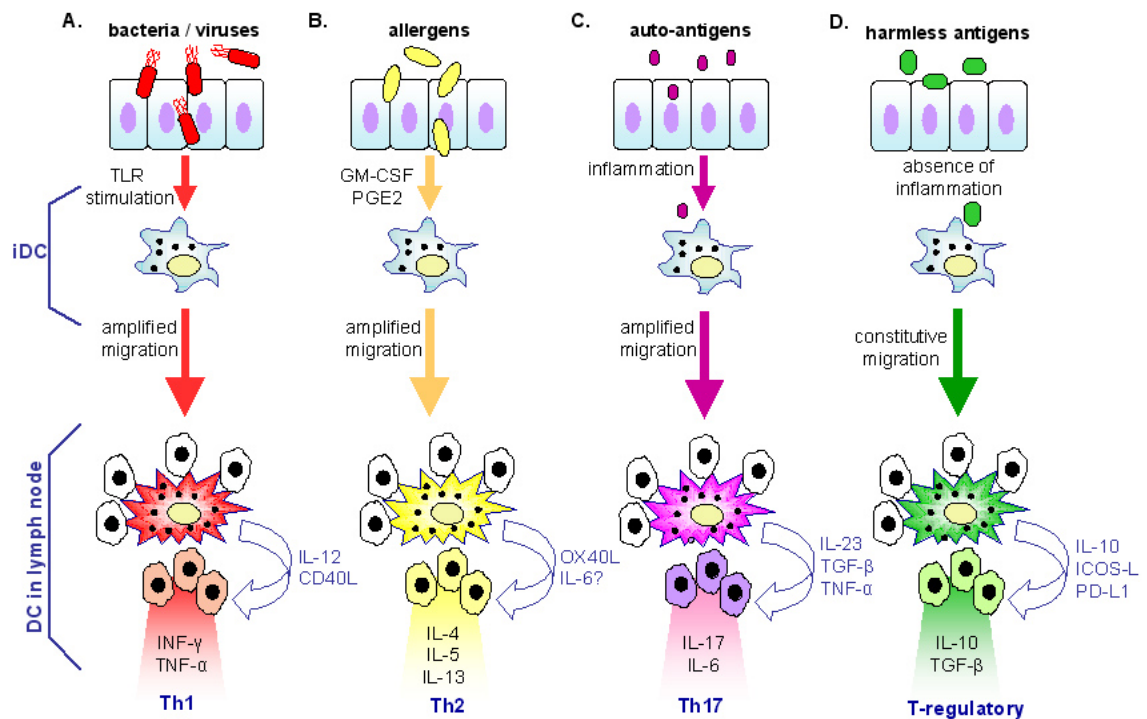 A.
bacteria / viruses
B.
allergens
C.
auto-antigens
D.
harmless antigens
TLR
stimulation
GM-CSF
PGE2
inflammation
absence of
inflammation
iDC
amplified
migration
amplified
migration
amplified
migration
constitutive
migration
DC in lymph node
IL-12
CD40L
OX40L
IL-6?
IL-23
TGF-β
TNF-α
IL-10
ICOS-L
PD-L1
INF-γ
TNF-α
IL-4
IL-5
IL-13
IL-17
IL-6
IL-10
TGF-β
Th1
Th2
Th17
T-regulatory